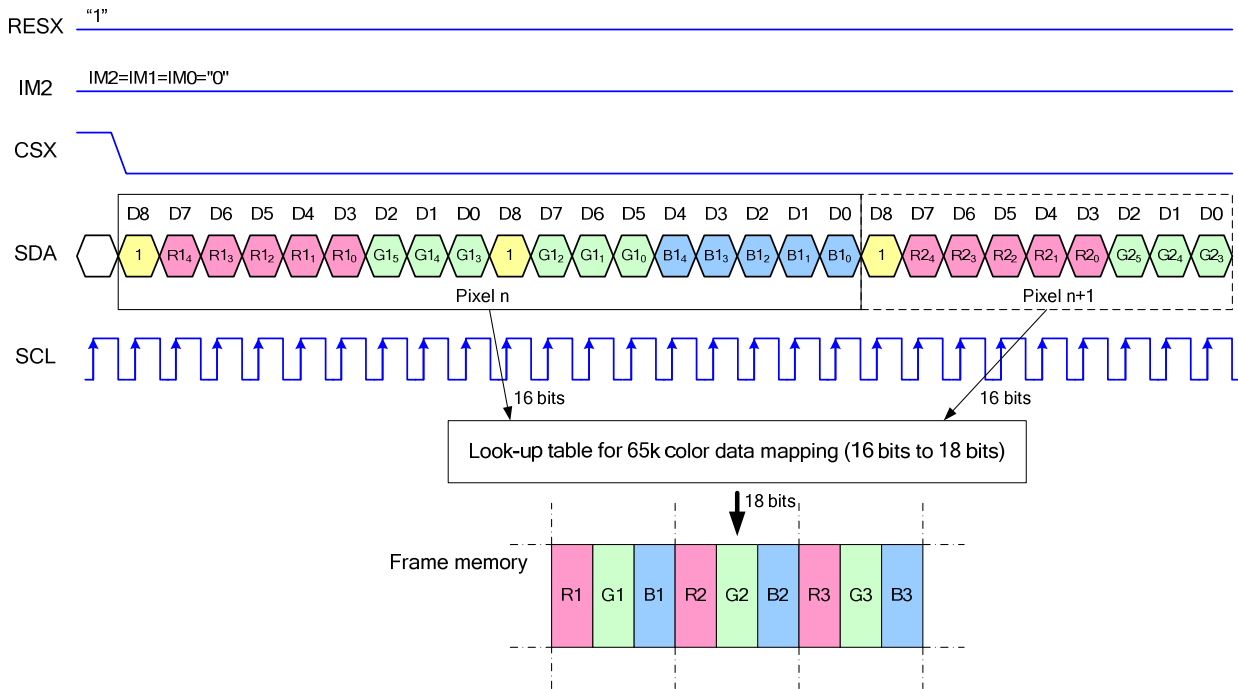 RESX
“1”
IM2
IM2=IM1=IM0="0"
CSX
D8 D7 D6 D5 D4 D3 D2 D1 D0 D8 D7 D6 D5 D4 D3 D2 D1 D0 D8 D7 D6 D5 D4 D3 D2 D1 D0
SDA
1 R1₄ R1₃ R1₂ R1₁ R1₀ G1₅ G1₄ G1₃ 1 G1₂ G1₁ G1₀ B1₄ B1₃ B1₂ B1₁ B1₀ 1 R2₄ R2₃ R2₂ R2₁ R2₀ G2₅ G2₄ G2₃
Pixel n
Pixel n+1
SCL
16 bits
16 bits
Look-up table for 65k color data mapping (16 bits to 18 bits)
18 bits
Frame memory
R1 G1 B1 R2 G2 B2 R3 G3 B3